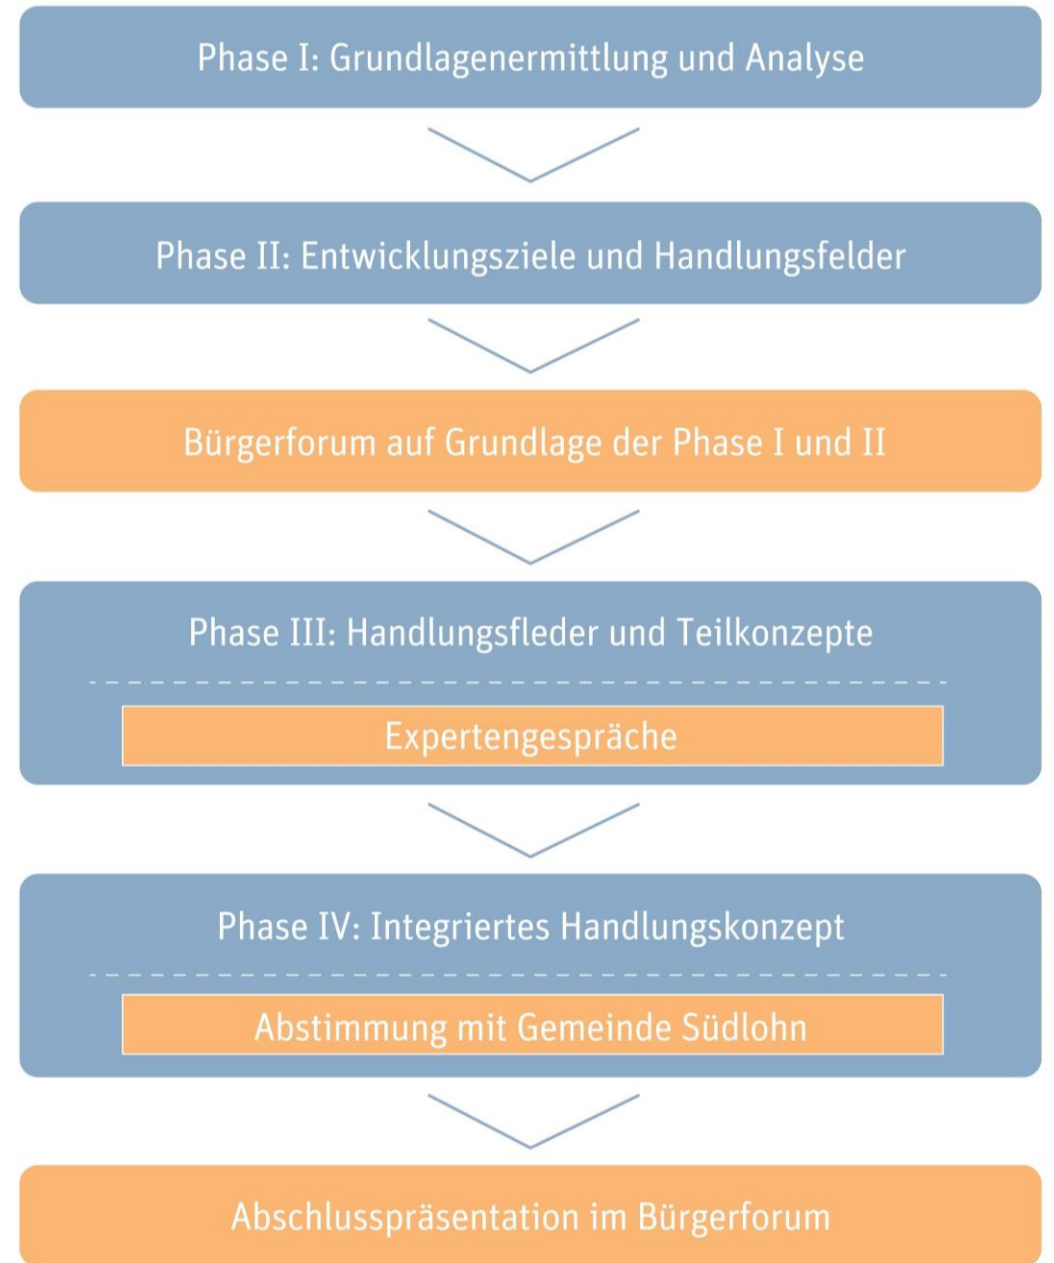 Phase I: Grundlagenermittlung und Analyse
Phase II: Entwicklungsziele und Handlungsfelder
Bürgerforum auf Grundlage der Phase I und II
Phase III: Handlungsfleder und Teilkonzepte
Expertengespräche
Phase IV: Integriertes Handlungskonzept
Abstimmung mit Gemeinde Südlohn
Abschlusspräsentation im Bürgerforum